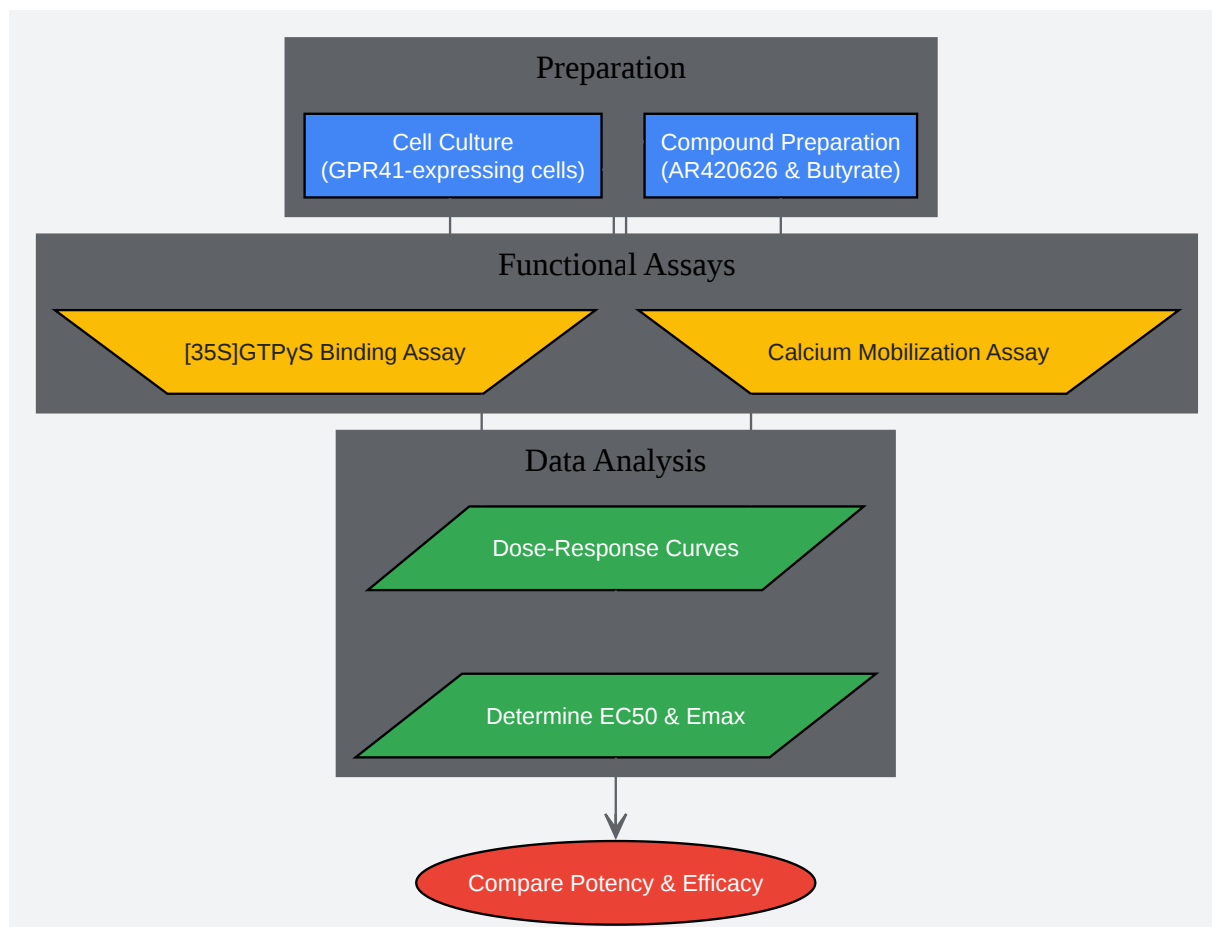 Preparation
Cell Culture
(GPR41-expressing cells)
Compound Preparation
(AR420626 & Butyrate)
Functional Assays
[35S]GTPγS Binding Assay
Calcium Mobilization Assay
Data Analysis
Dose-Response Curves
Determine EC50 & Emax
Compare Potency & Efficacy